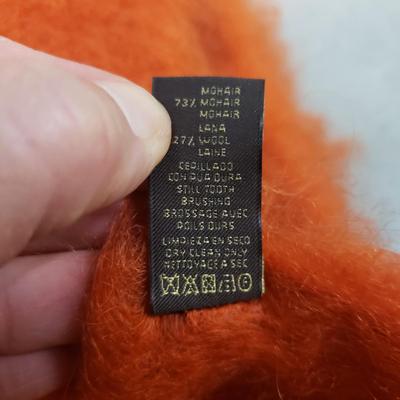 MOHAIR
73% MOHAIR
MOHAIR
LANA
27% WOOL
LAINE
CEPILLADO
CON PUA DURA
STILL TOOTH
BRUSHING
BROSSAGE AVEC
POILS DURS
LIMPIEZA EN SECO
DRY CLEAN ONLY
NETTOYAGE A SEC